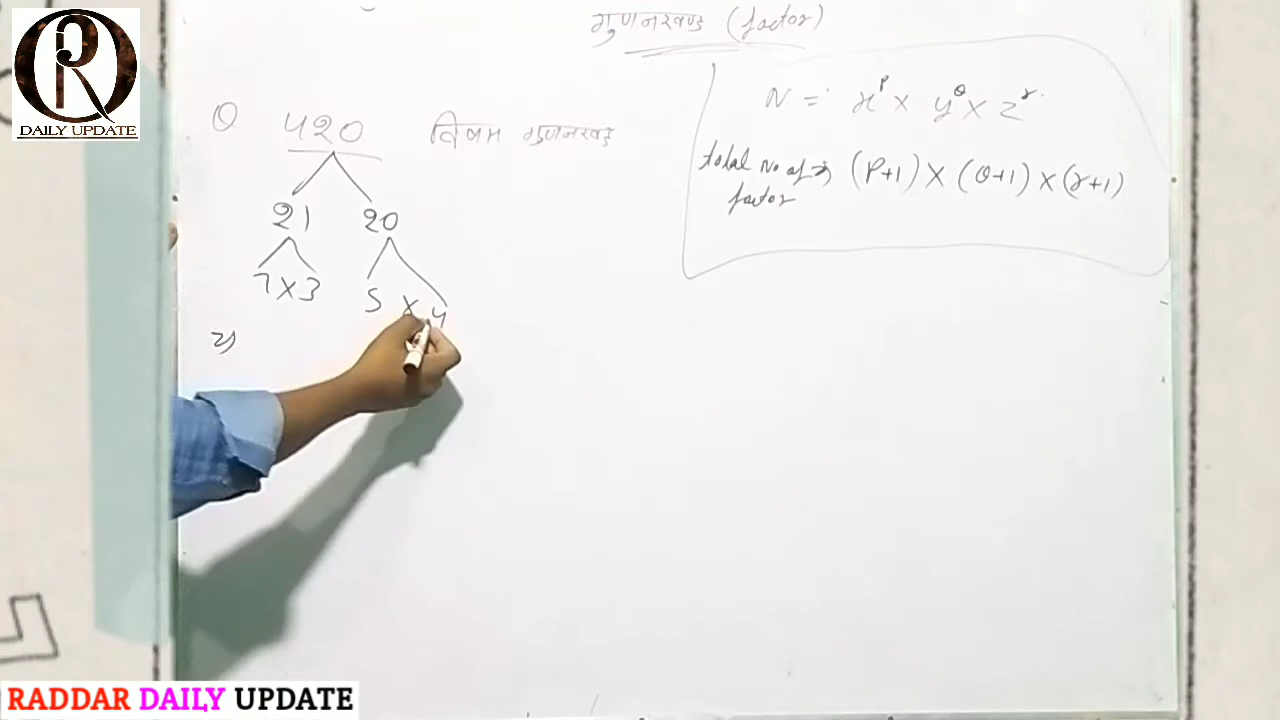 गुणनखण्ड (factor)
DAILY UPDATE
N = x^p × y^Q × z^r
Q 420 विषम गुणनखण्ड
total No of ⇒ (P+1) × (Q+1) × (r+1)
factor
21 20
7 × 3 5 × 4
RADDAR DAILY UPDATE